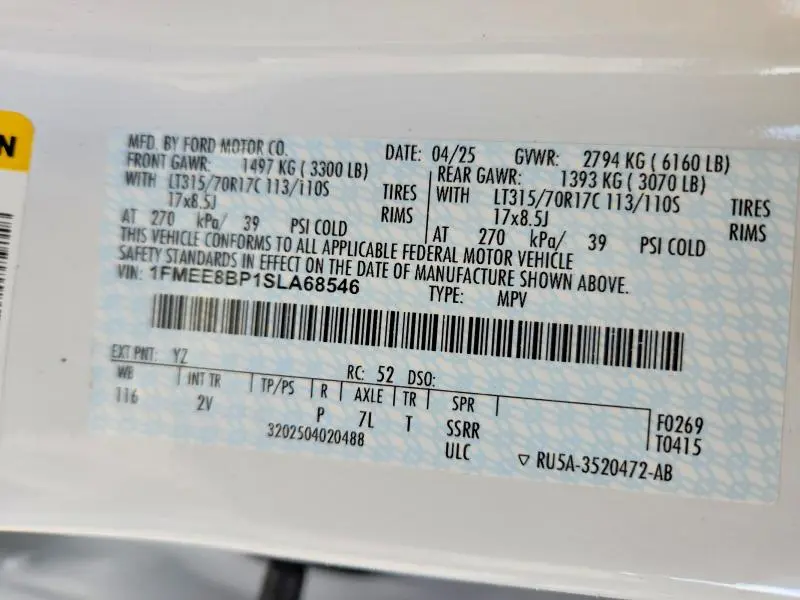 N
MFD. BY FORD MOTOR CO. DATE: 04/25 GVWR: 2794 KG ( 6160 LB)
FRONT GAWR: 1497 KG ( 3300 LB) REAR GAWR: 1393 KG ( 3070 LB)
WITH LT315/70R17C 113/110S TIRES WITH LT315/70R17C 113/110S TIRES
17x8.5J RIMS 17x8.5J RIMS
AT 270 kPa/ 39 PSI COLD AT 270 kPa/ 39 PSI COLD
THIS VEHICLE CONFORMS TO ALL APPLICABLE FEDERAL MOTOR VEHICLE
SAFETY STANDARDS IN EFFECT ON THE DATE OF MANUFACTURE SHOWN ABOVE.
VIN: 1FMEE8BP1SLA68546 TYPE: MPV
EXT PNT: YZ RC: 52 DSO:
WB INT TR TP/PS R AXLE TR SPR
116 2V P 7L T SSRR F0269
3202504020488 ULC T0415
RU5A-3520472-AB